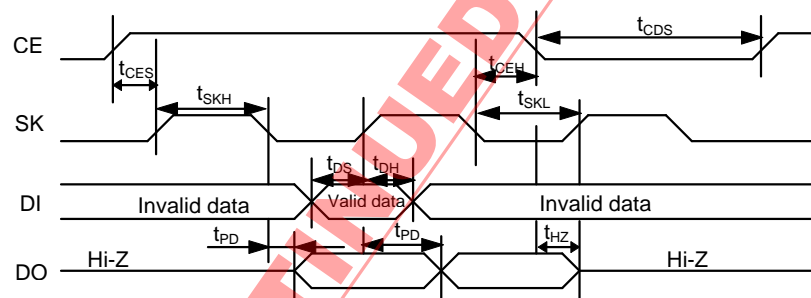 CE
tCDS
tCES
tCEH
tSKH
tSKL
SK
tDS
tDH
DI
Invalid data
Valid data
Invalid data
tPD
tPD
tHZ
DO
Hi-Z
Hi-Z
TINUED